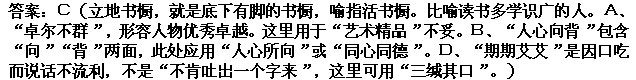 答案：C（立地书橱，就是底下有脚的书橱，喻指活书橱。比喻读书多学识广的人。A、
“卓尔不群”，形容人物优秀卓越。这里用于“艺术精品”不妥。B、“人心向背”包含
“向”“背”两面，此处应用“人心所向”或“同心同德”。D、“期期艾艾”是因口吃
而说话不流利，不是“不肯吐出一个字来”，这里可用“三缄其口”。）